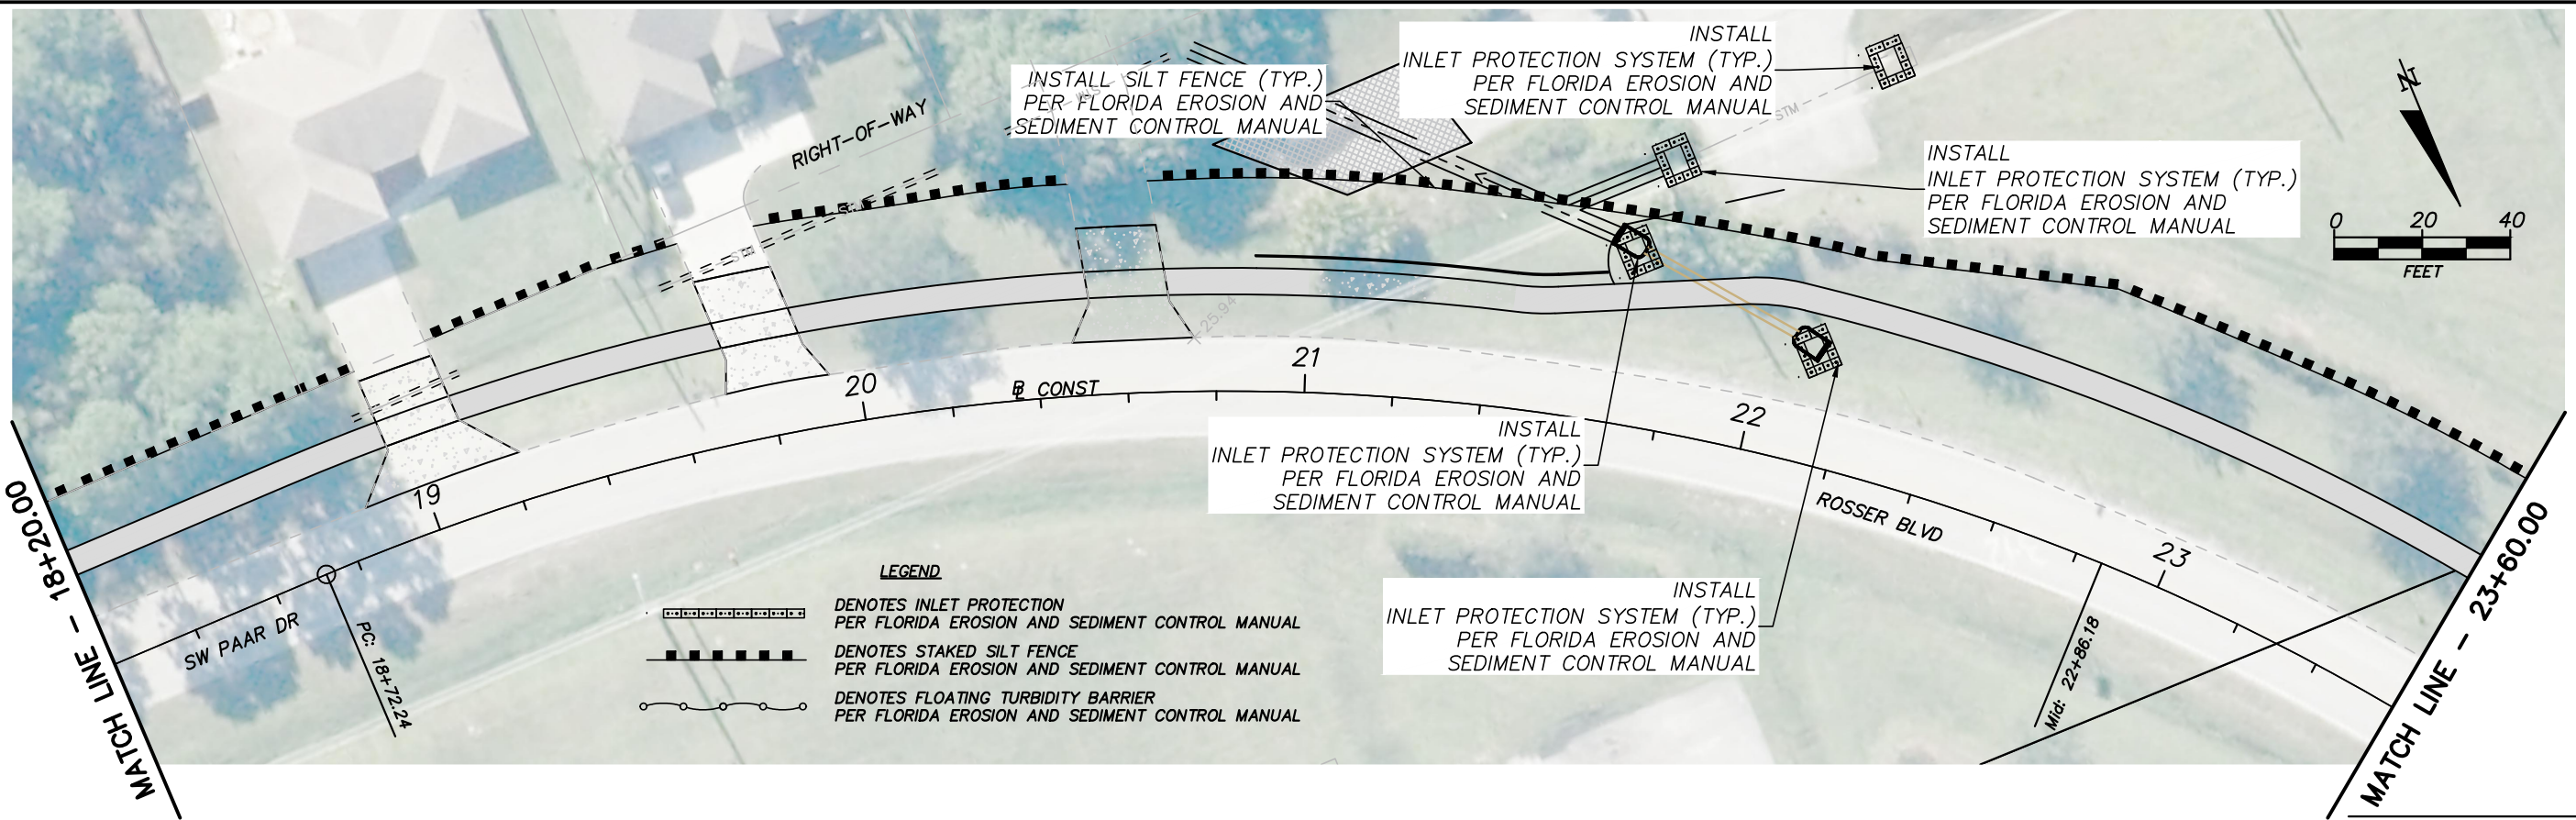 INSTALL
INLET PROTECTION SYSTEM (TYP.)
PER FLORIDA EROSION AND
SEDIMENT CONTROL MANUAL
INSTALL SILT FENCE (TYP.)
PER FLORIDA EROSION AND
SEDIMENT CONTROL MANUAL
N
STM
RIGHT-OF-WAY
INSTALL
INLET PROTECTION SYSTEM (TYP.)
PER FLORIDA EROSION AND
SEDIMENT CONTROL MANUAL
0 20 40
FEET
STM
STM
25.94
20
B CONST
21
22
INSTALL
INLET PROTECTION SYSTEM (TYP.)
PER FLORIDA EROSION AND
SEDIMENT CONTROL MANUAL
19
ROSSER BLVD
23
MATCH LINE - 18+20.00
SW PAAR DR
PC: 18+72.24
LEGEND
DENOTES INLET PROTECTION
PER FLORIDA EROSION AND SEDIMENT CONTROL MANUAL
DENOTES STAKED SILT FENCE
PER FLORIDA EROSION AND SEDIMENT CONTROL MANUAL
DENOTES FLOATING TURBIDITY BARRIER
PER FLORIDA EROSION AND SEDIMENT CONTROL MANUAL
INSTALL
INLET PROTECTION SYSTEM (TYP.)
PER FLORIDA EROSION AND
SEDIMENT CONTROL MANUAL
Mid: 22+86.18
MATCH LINE - 23+60.00